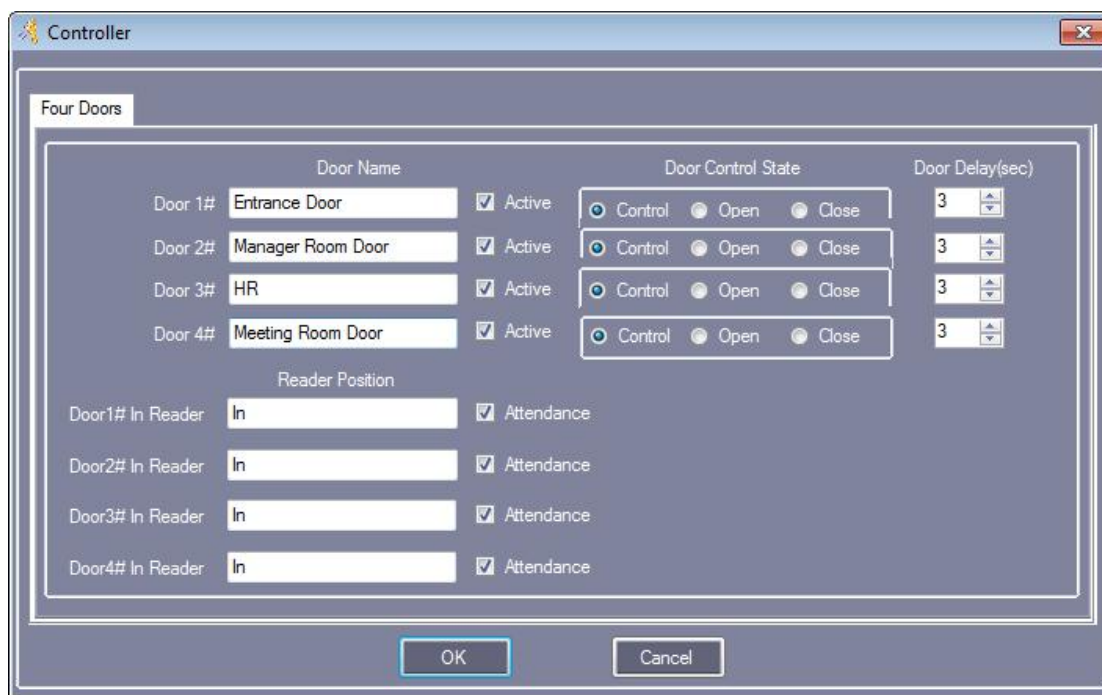 Controller
Four Doors
Door Name Door Control State Door Delay(sec)
Door 1# Entrance Door Active Control Open Close 3
Door 2# Manager Room Door Active Control Open Close 3
Door 3# HR Active Control Open Close 3
Door 4# Meeting Room Door Active Control Open Close 3
Reader Position
Door1# In Reader In Attendance
Door2# In Reader In Attendance
Door3# In Reader In Attendance
Door4# In Reader In Attendance
OK Cancel